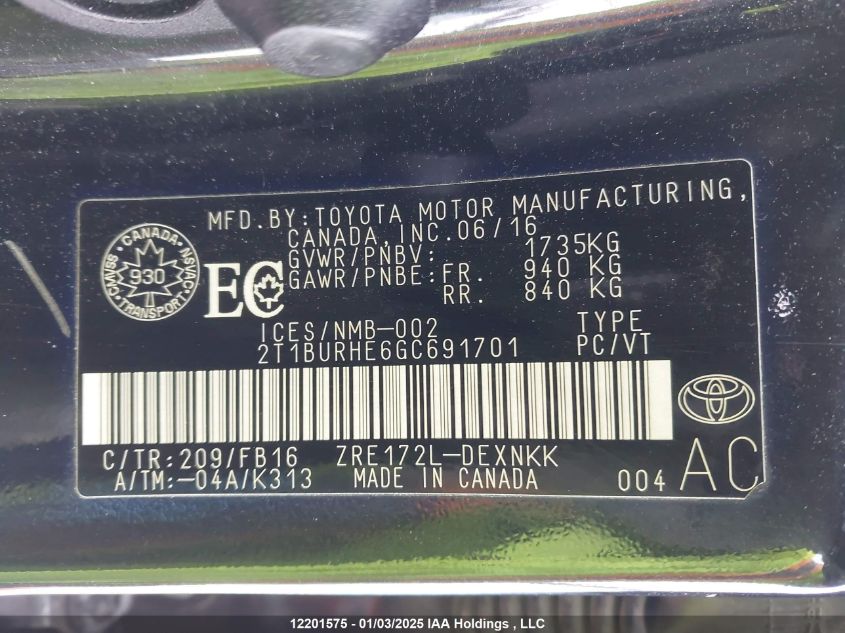 MFD.BY:TOYOTA MOTOR MANUFACTURING,
CANADA,INC.06/16
GVWR/PNBV: 1735KG
GAWR/PNBE:FR. 940 KG
RR. 840 KG
CANADA
CMVSS 930 NSVAC
TRANSPORT
EC
ICES/NMB-002 TYPE
2T1BURHE6GC691701 PC/VT
C/TR:209/FB16 ZRE172L-DEXNKK
A/TM:-04A/K313 MADE IN CANADA 004 AC
12201575 - 01/03/2025 IAA Holdings , LLC